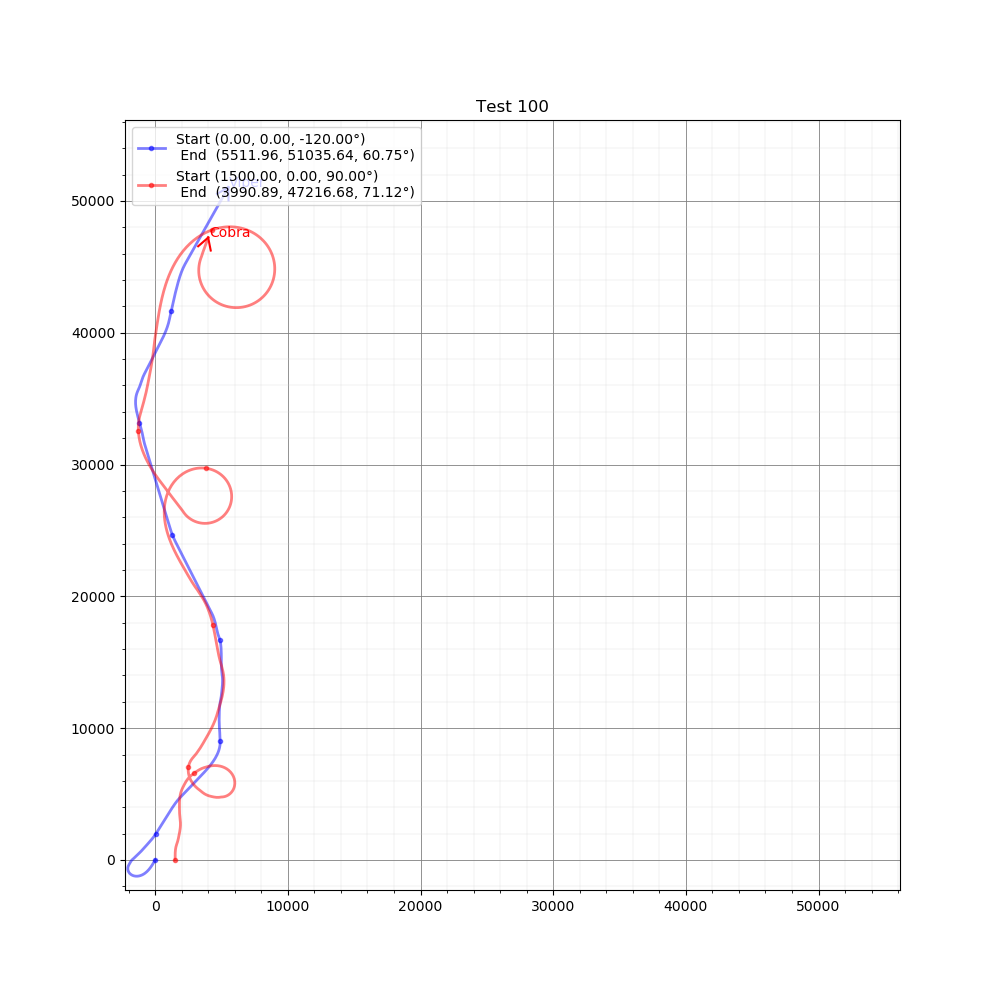 Test 100
Start (0.00, 0.00, -120.00°)
End (5511.96, 51035.64, 60.75°)
Start (1500.00, 0.00, 90.00°)
End (3990.89, 47216.68, 71.12°)
Cobra
50000
40000
30000
20000
10000
0
0 10000 20000 30000 40000 50000